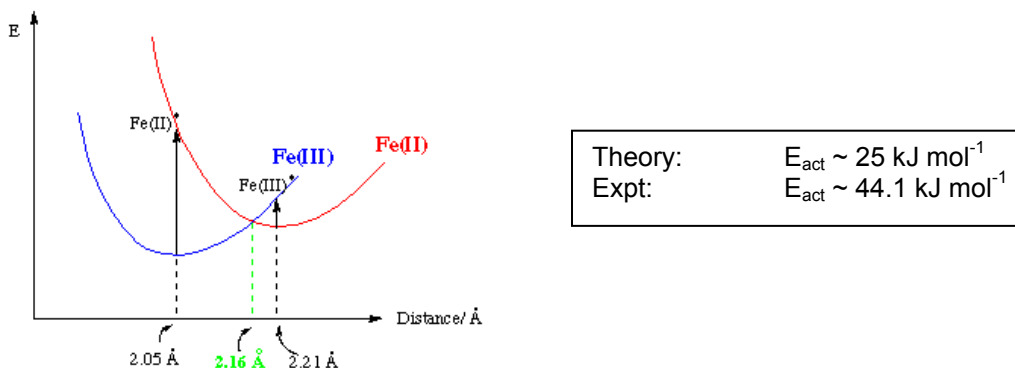 E
Fe(II)*
Fe(III)
Fe(II)
Fe(III)*
Distance/ Å
2.05 Å
2.16 Å
2.21 Å
Theory: E_act ~ 25 kJ mol⁻¹
Expt: E_act ~ 44.1 kJ mol⁻¹